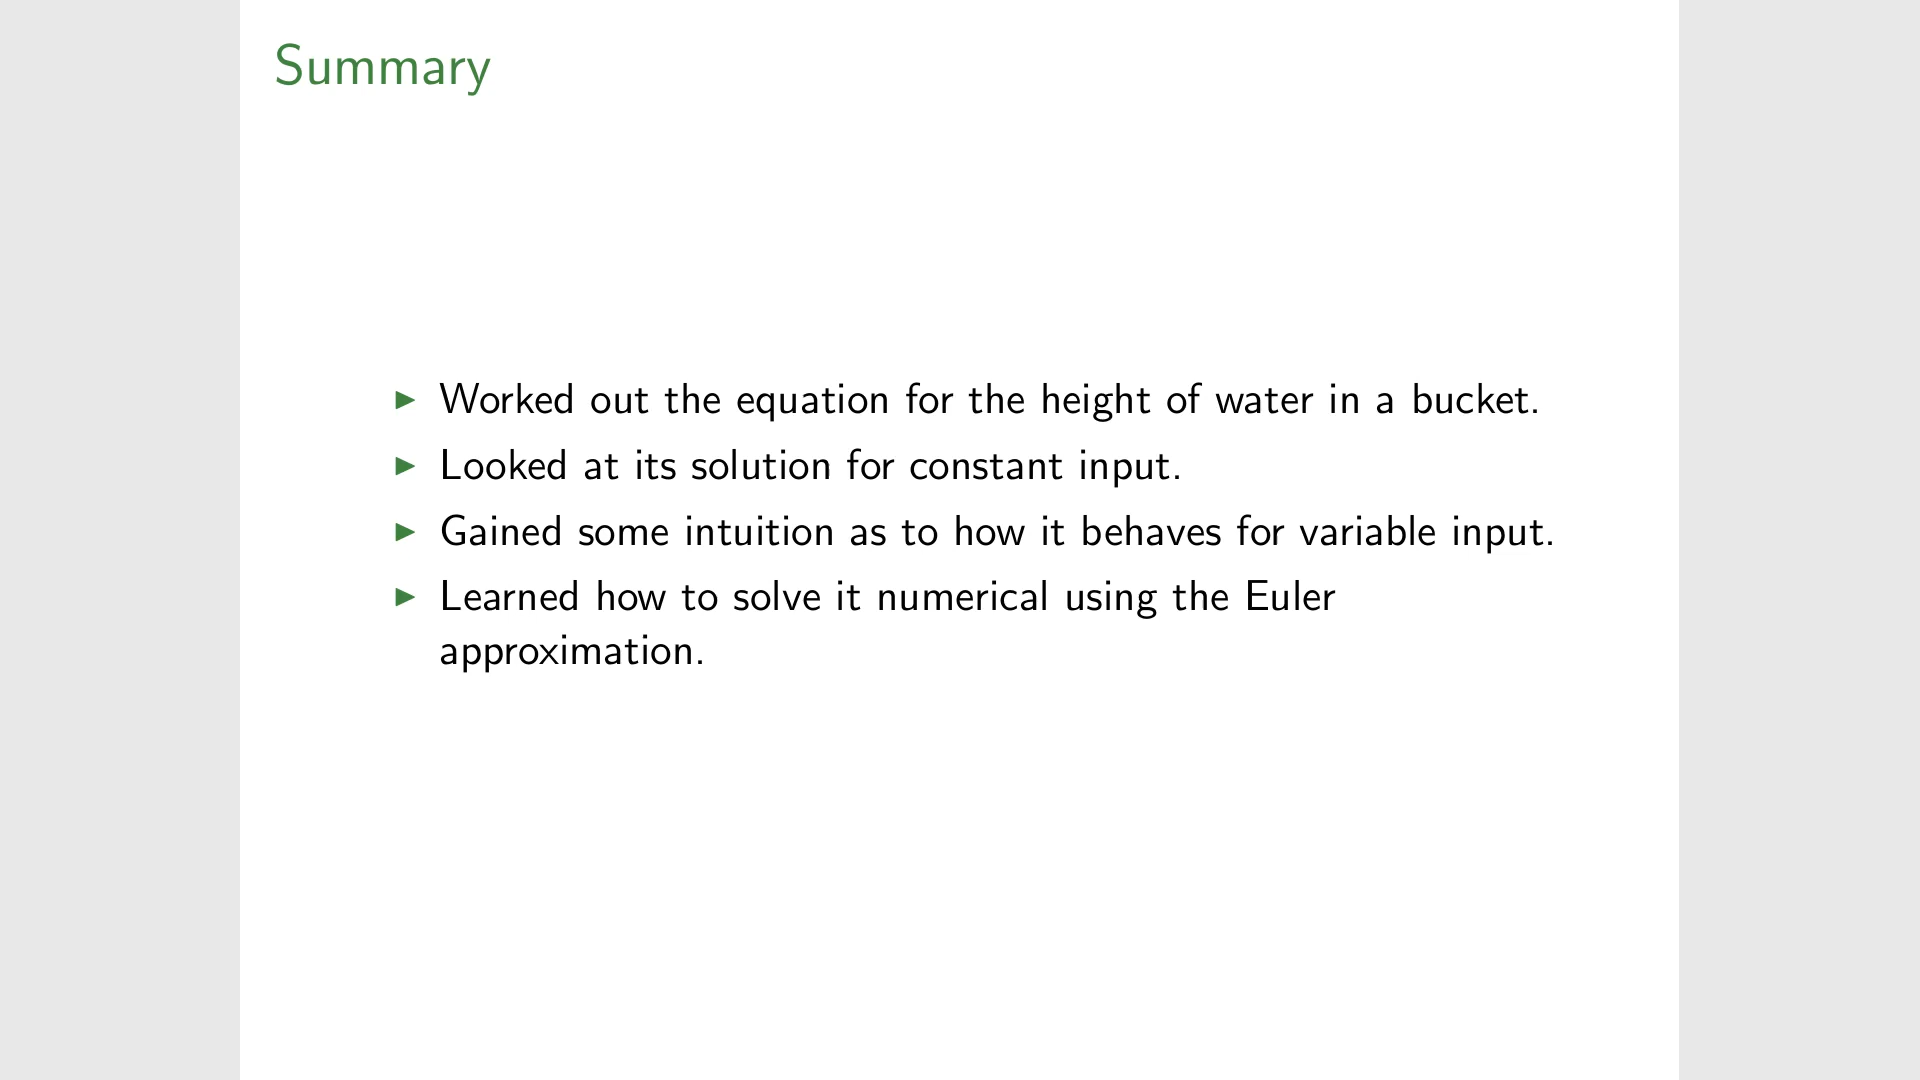 Summary
▶ Worked out the equation for the height of water in a bucket.
▶ Looked at its solution for constant input.
▶ Gained some intuition as to how it behaves for variable input.
▶ Learned how to solve it numerical using the Euler
approximation.